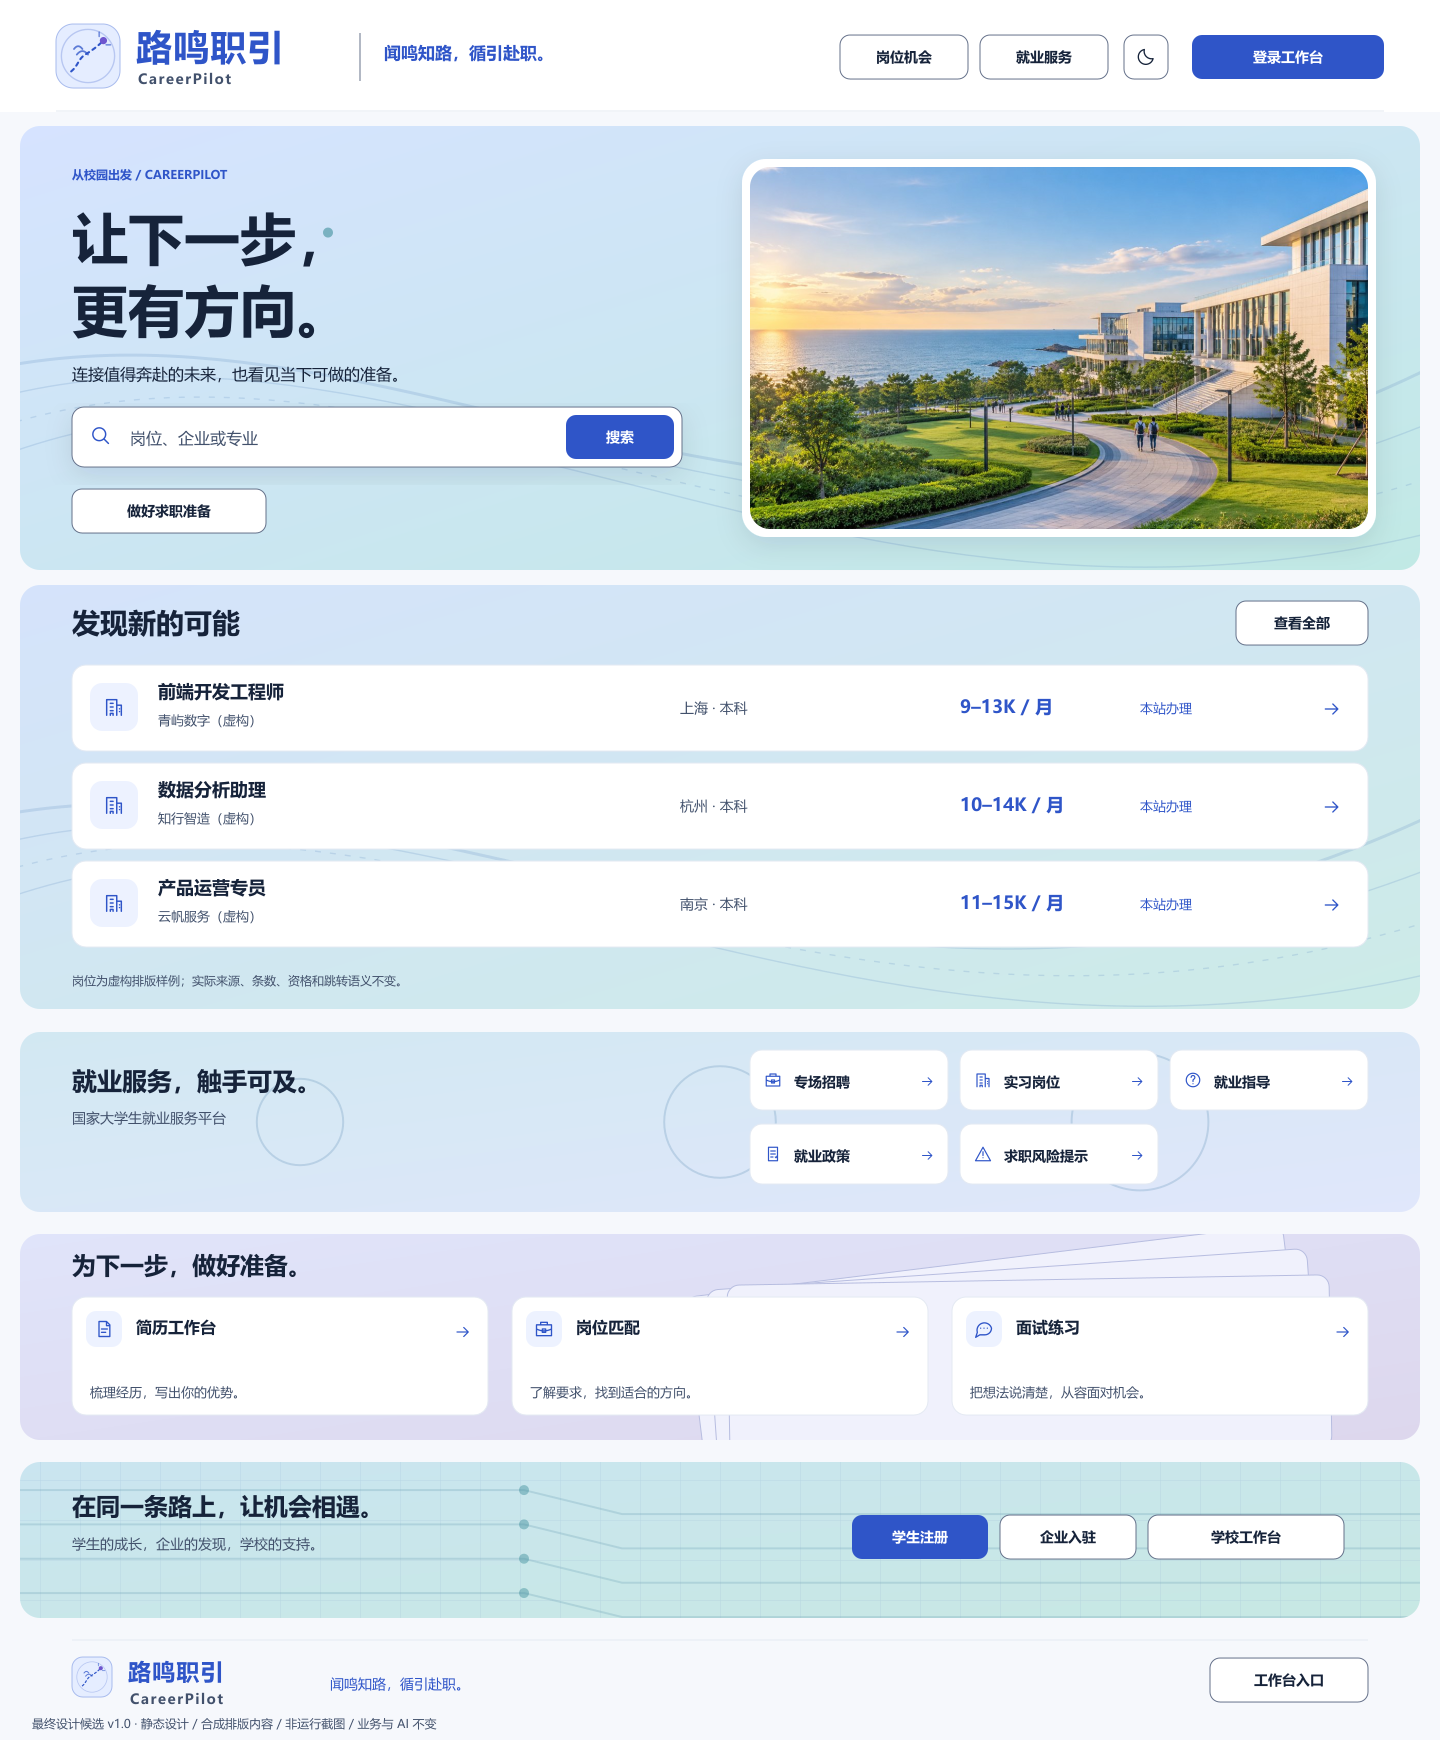 路鸣职引
CareerPilot
闻鸣知路，循引赴职。
岗位机会
就业服务
登录工作台
从校园出发 / CAREERPILOT
让下一步，
更有方向。
连接值得奔赴的未来，也看见当下可做的准备。
岗位、企业或专业
搜索
做好求职准备
发现新的可能
查看全部
前端开发工程师
青屿数字（虚构）
上海 · 本科
9–13K / 月
本站办理
数据分析助理
知行智造（虚构）
杭州 · 本科
10–14K / 月
本站办理
产品运营专员
云帆服务（虚构）
南京 · 本科
11–15K / 月
本站办理
岗位为虚构排版样例；实际来源、条数、资格和跳转语义不变。
就业服务，触手可及。
国家大学生就业服务平台
专场招聘
实习岗位
就业指导
就业政策
求职风险提示
为下一步，做好准备。
简历工作台
梳理经历，写出你的优势。
岗位匹配
了解要求，找到适合的方向。
面试练习
把想法说清楚，从容面对机会。
在同一条路上，让机会相遇。
学生的成长，企业的发现，学校的支持。
学生注册
企业入驻
学校工作台
路鸣职引
CareerPilot
闻鸣知路，循引赴职。
工作台入口
最终设计候选 v1.0 · 静态设计 / 合成排版内容 / 非运行截图 / 业务与 AI 不变